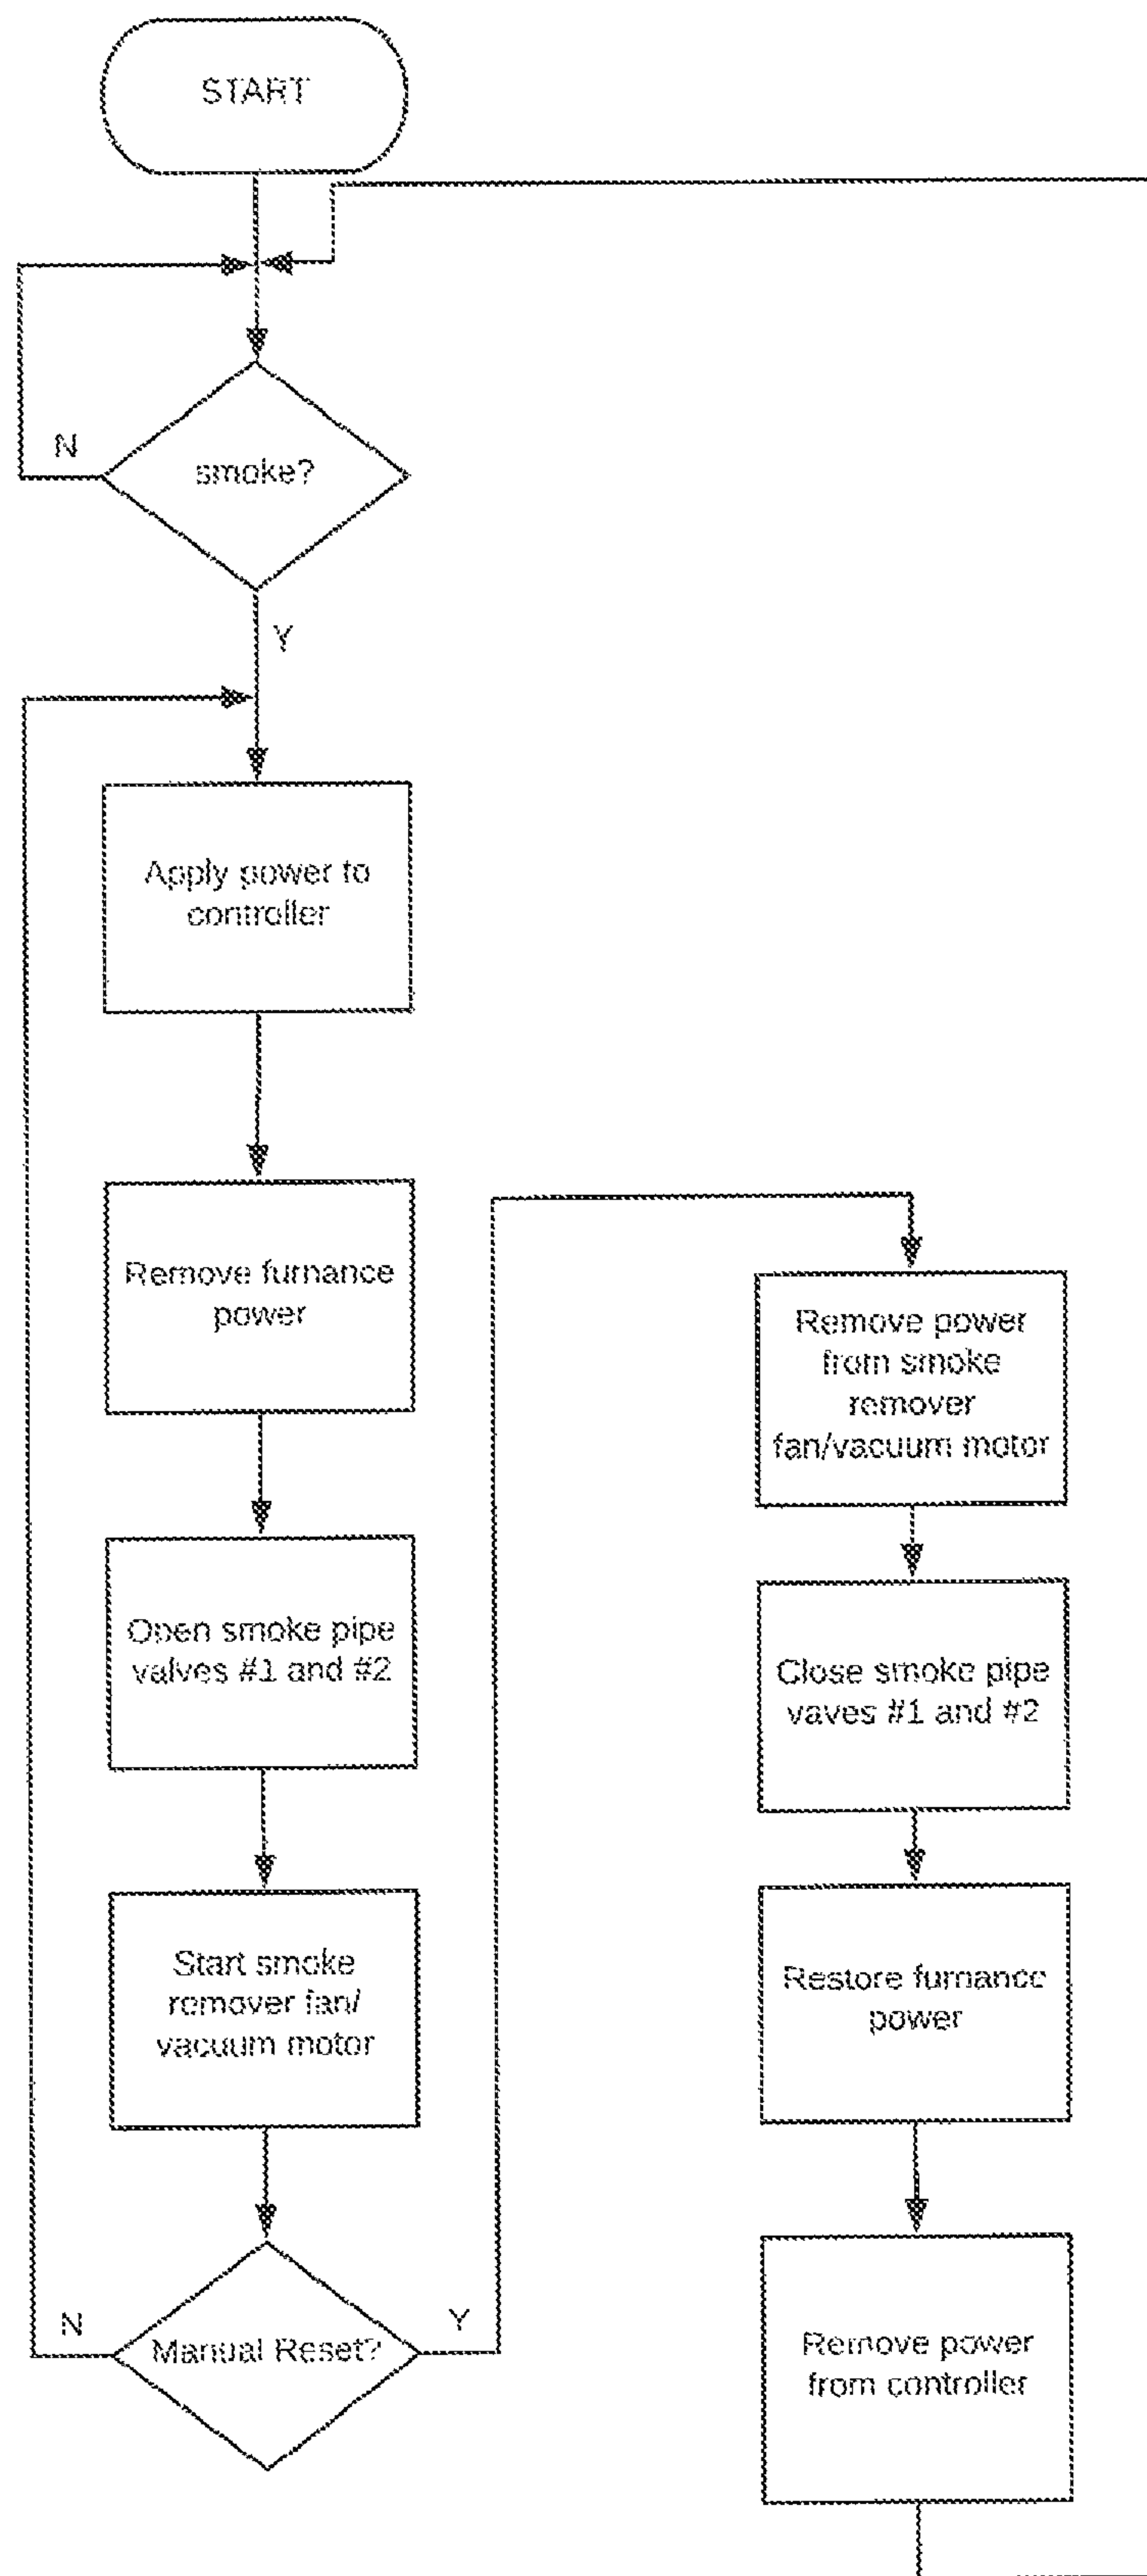 START
N
smoke?
Y
Apply power to
controller
Remove furnance
power
Open smoke pipe
valves #1 and #2
Start smoke
remover fan/
vacuum motor
N
Manual Reset?
Y
Remove power
from smoke
remover
fan/vacuum motor
Close smoke pipe
vaves #1 and #2
Restore furnance
power
Remove power
from controller